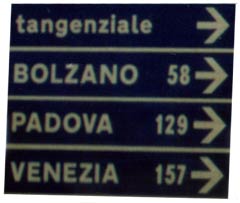 tangenziale
BOLZANO 58
PADOVA 129
VENEZIA 157